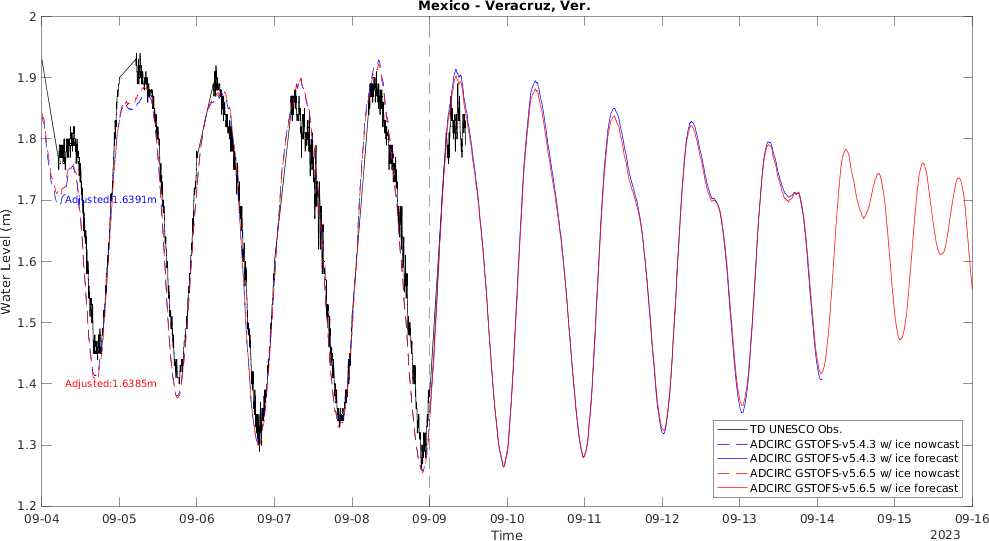 Mexico - Veracruz, Ver.
2
1.9
1.8
1.7
1.6
1.5
1.4
1.3
1.2
Water Level (m)
Adjusted:1.6391m
Adjusted:1.6385m
TD UNESCO Obs.
ADCIRC GSTOFS-v5.4.3 w/ ice nowcast
ADCIRC GSTOFS-v5.4.3 w/ ice forecast
ADCIRC GSTOFS-v5.6.5 w/ ice nowcast
ADCIRC GSTOFS-v5.6.5 w/ ice forecast
09-04 09-05 09-06 09-07 09-08 09-09 09-10 09-11 09-12 09-13 09-14 09-15 09-16
Time
2023